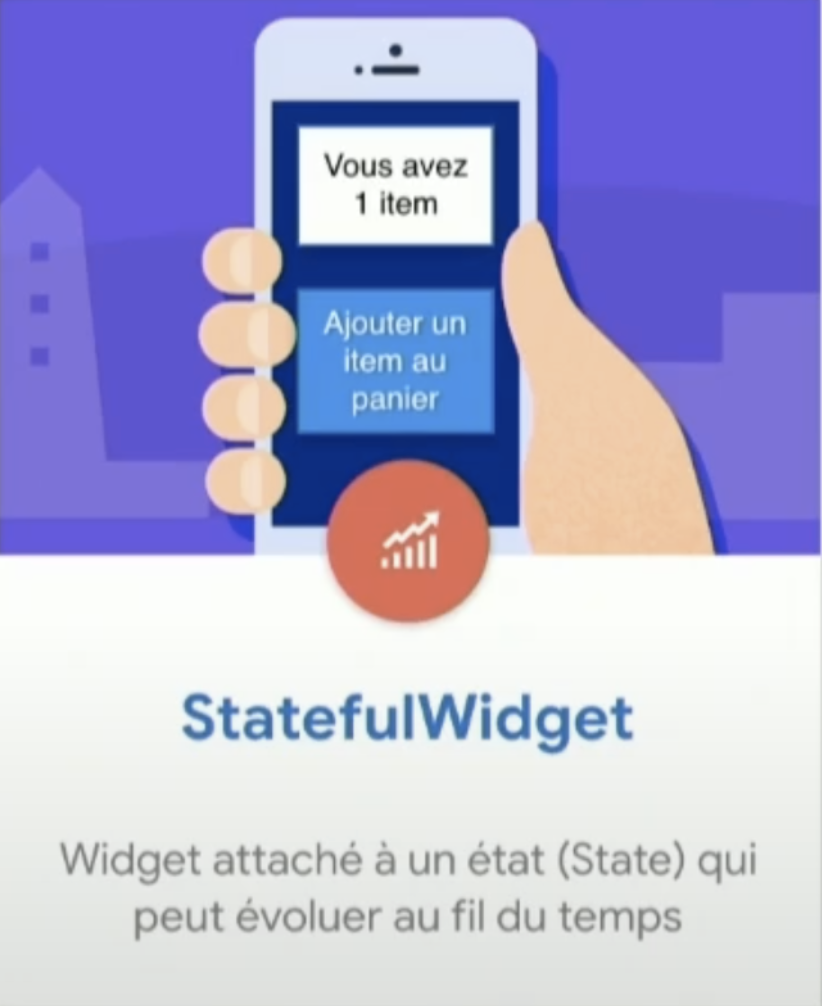 Vous avez
1 item
Ajouter un
item au
panier
StatefulWidget
Widget attaché à un état (State) qui
peut évoluer au fil du temps